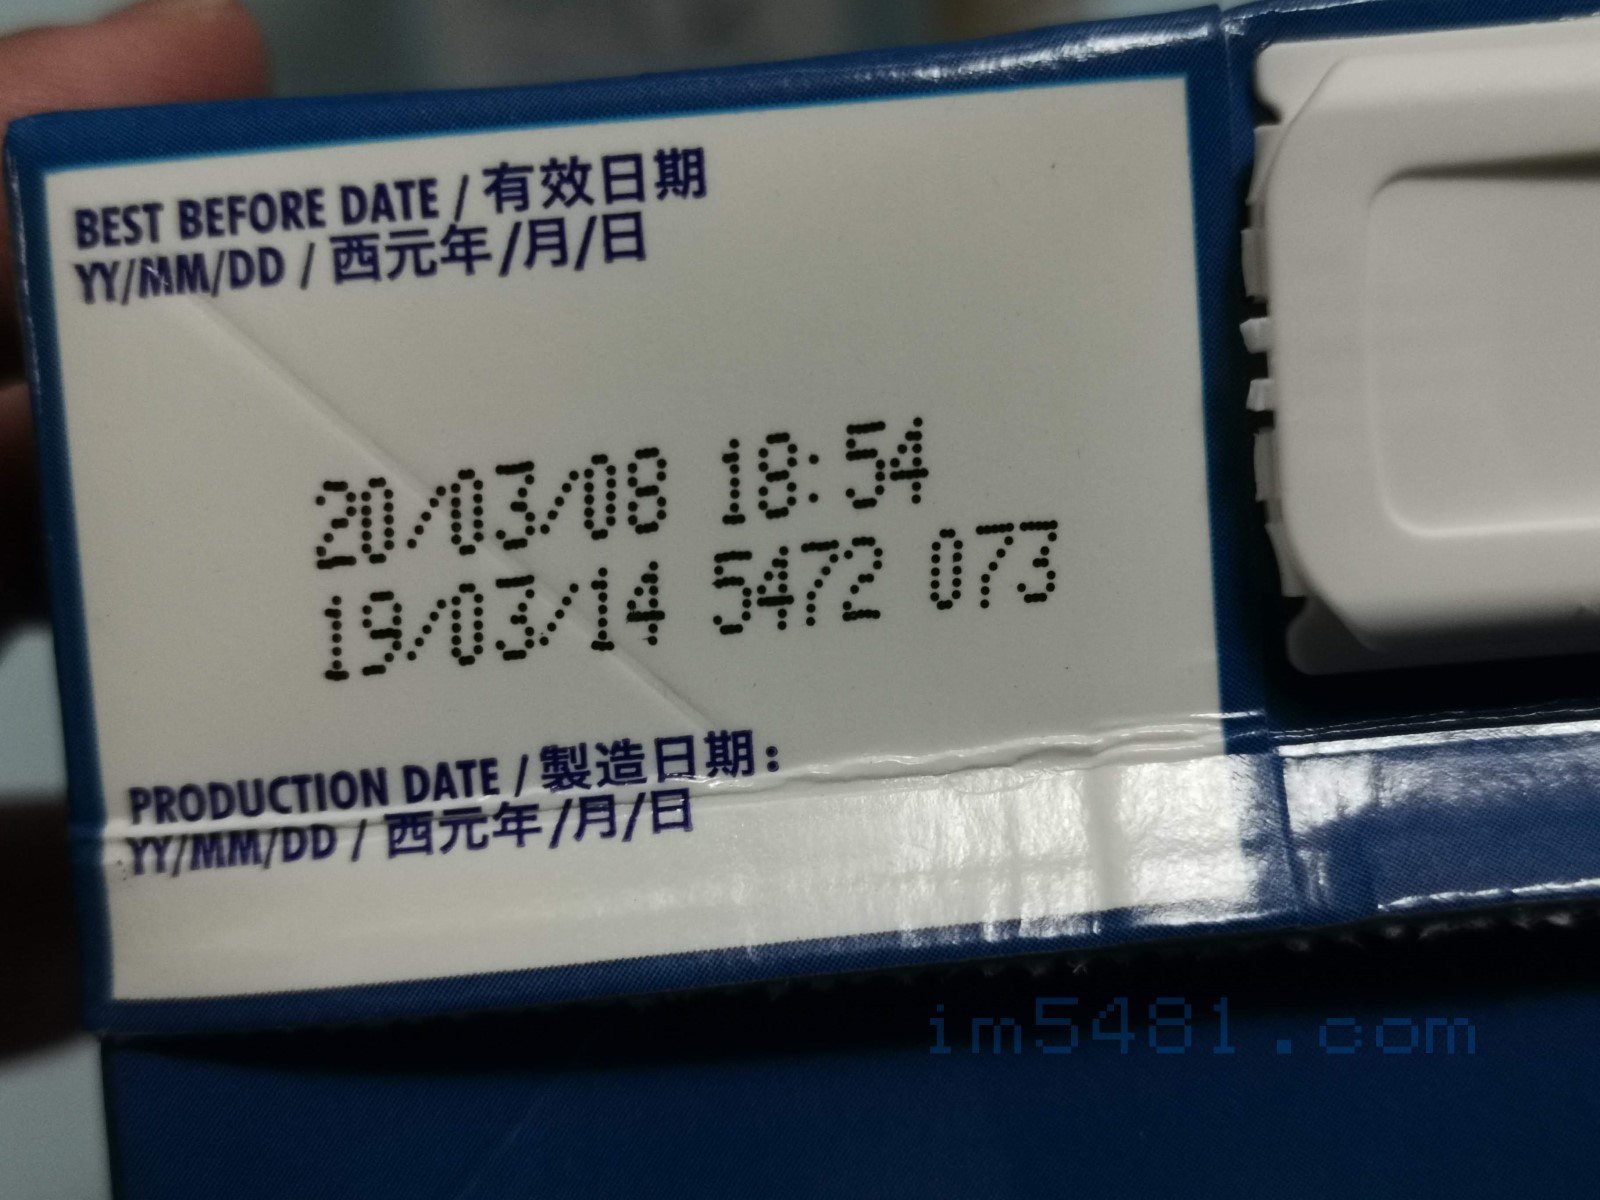 BEST BEFORE DATE / 有效日期
YY/MM/DD / 西元年/月/日
20/03/08 18:54
19/03/14 5472 073
PRODUCTION DATE / 製造日期:
YY/MM/DD / 西元年/月/日
im5481.com